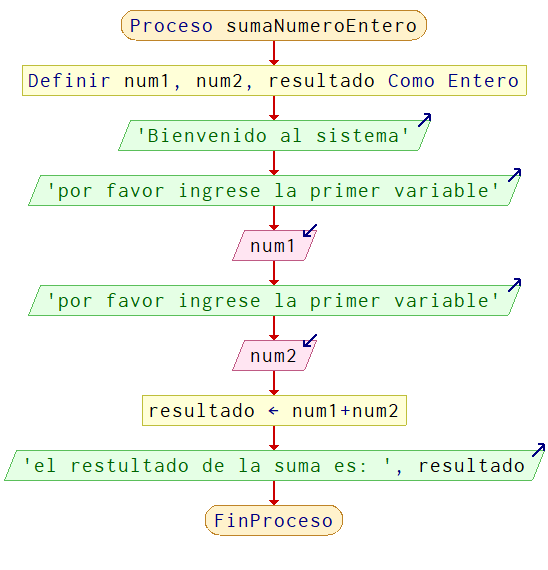 Proceso sumaNumeroEntero
Definir num1, num2, resultado Como Entero
'Bienvenido al sistema'
'por favor ingrese la primer variable'
num1
'por favor ingrese la primer variable'
num2
resultado ← num1+num2
'el restultado de la suma es: ', resultado
FinProceso